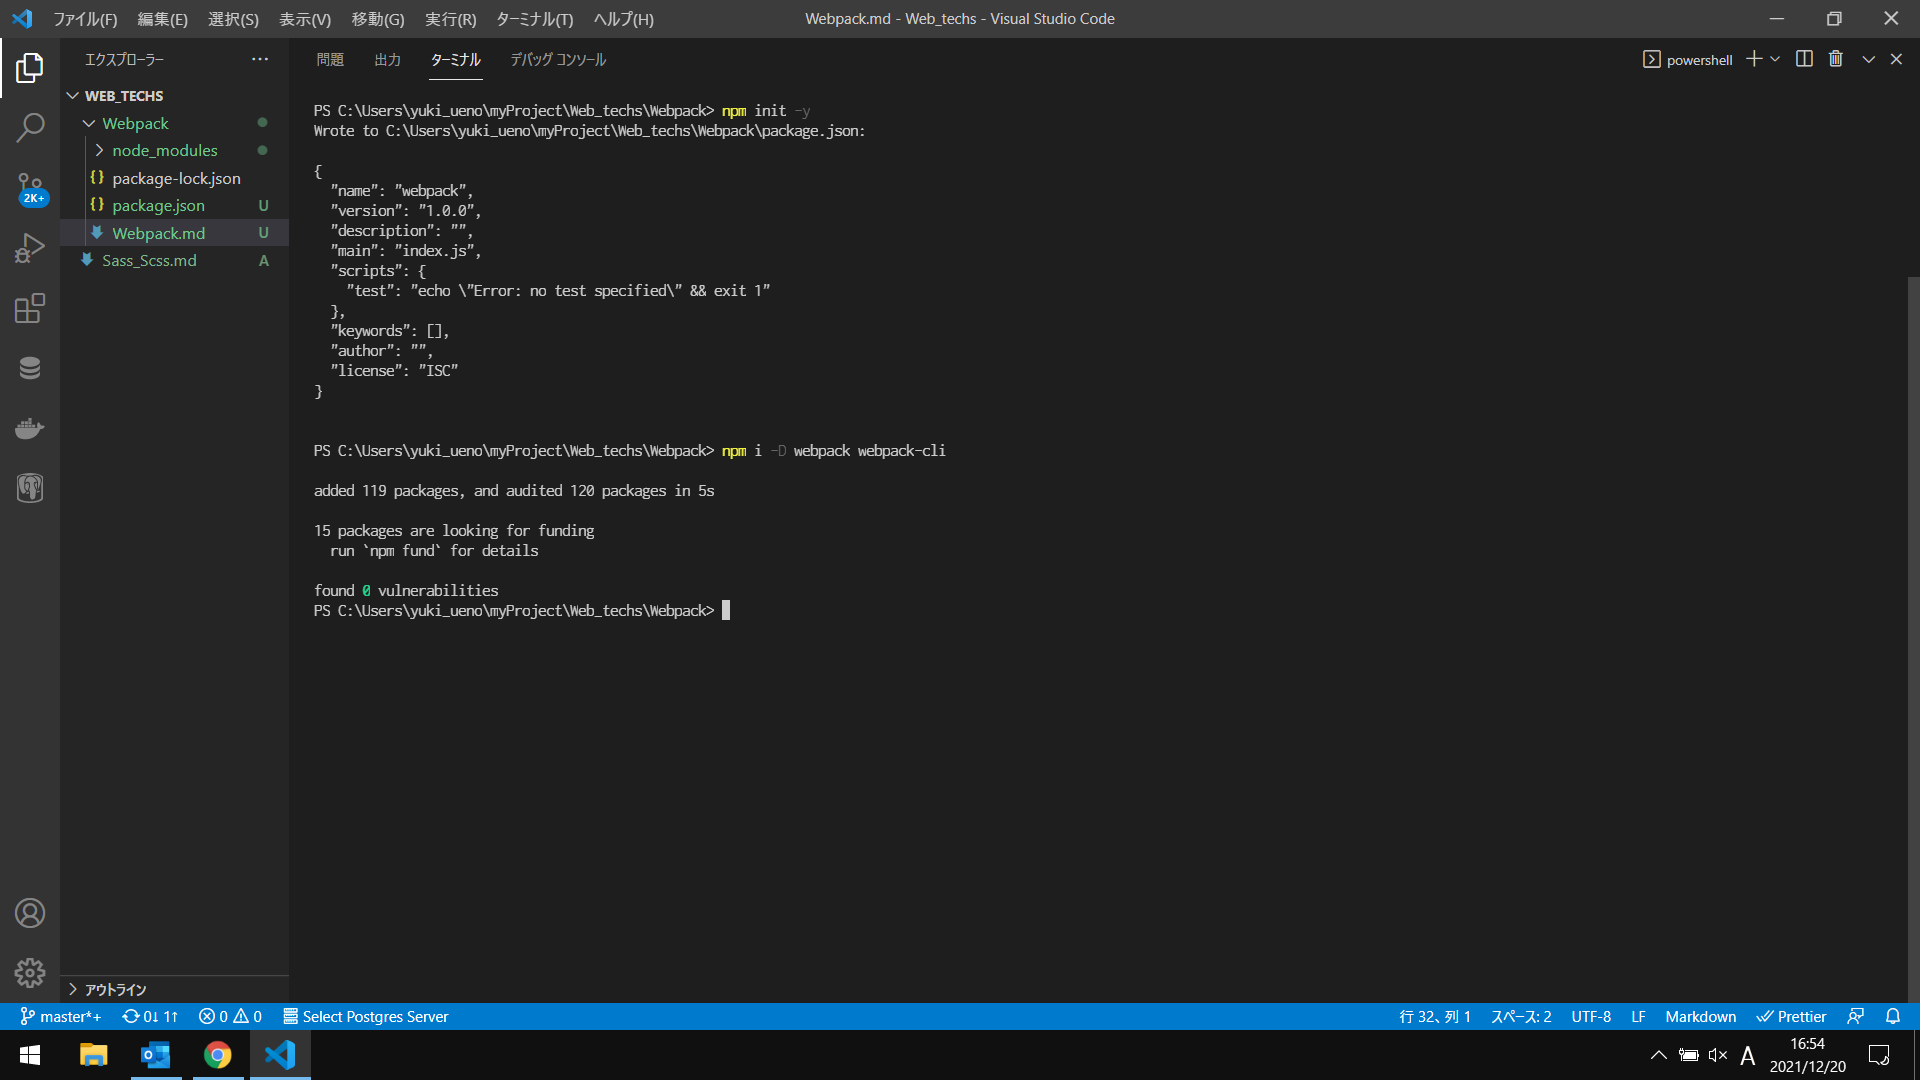 ファイル(F) 編集(E) 選択(S) 表示(V) 移動(G) 実行(R) ターミナル(T) ヘルプ(H) Webpack.md - Web_techs - Visual Studio Code
エクスプローラー
WEB_TECHS
Webpack
node_modules
package-lock.json
package.json U
Webpack.md U
Sass_Scss.md A
アウトライン
2K+
問題 出力 ターミナル デバッグ コンソール
powershell
PS C:\Users\yuki_ueno\myProject\Web_techs\Webpack> npm init -y
Wrote to C:\Users\yuki_ueno\myProject\Web_techs\Webpack\package.json:
{
"name": "webpack",
"version": "1.0.0",
"description": "",
"main": "index.js",
"scripts": {
"test": "echo \"Error: no test specified\" && exit 1"
},
"keywords": [],
"author": "",
"license": "ISC"
}
PS C:\Users\yuki_ueno\myProject\Web_techs\Webpack> npm i -D webpack webpack-cli
added 119 packages, and audited 120 packages in 5s
15 packages are looking for funding
run `npm fund` for details
found 0 vulnerabilities
PS C:\Users\yuki_ueno\myProject\Web_techs\Webpack>
master*+ 0↓ 1↑ 0 0 Select Postgres Server 行 32、列 1 スペース: 2 UTF-8 LF Markdown Prettier
A
16:54
2021/12/20